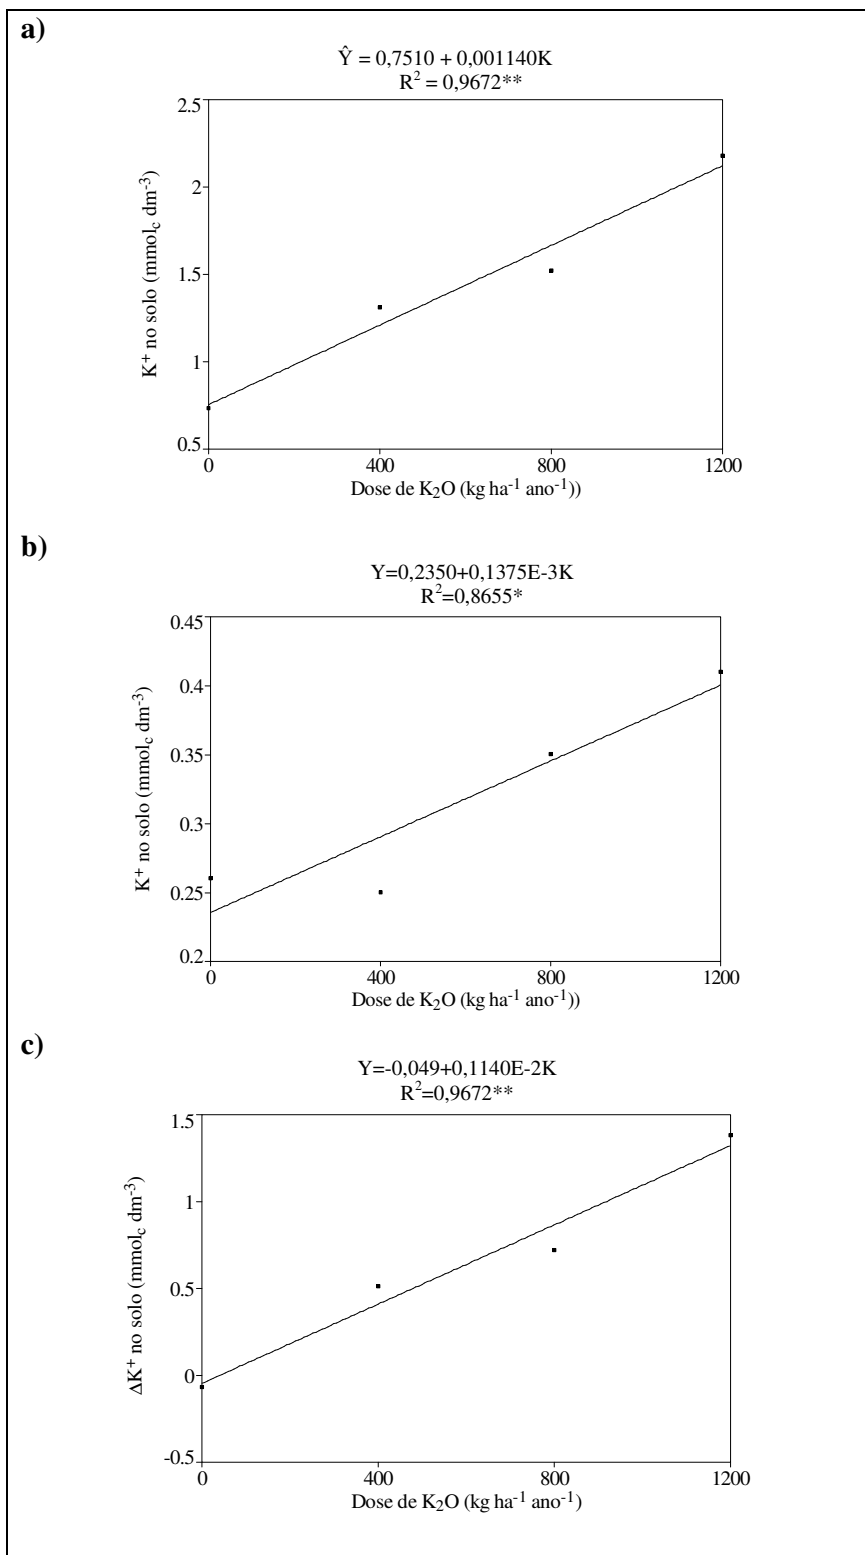 a)
Ŷ = 0,7510 + 0,001140K
R² = 0,9672**
2.5
2
1.5
1
0.5
K⁺ no solo (mmol_c dm⁻³)
0 400 800 1200
Dose de K₂O (kg ha⁻¹ ano⁻¹))
b)
Y=0,2350+0,1375E-3K
R²=0,8655*
0.45
0.4
0.35
0.3
0.25
0.2
K⁺ no solo (mmol_c dm⁻³)
0 400 800 1200
Dose de K₂O (kg ha⁻¹ ano⁻¹))
c)
Y=-0,049+0,1140E-2K
R²=0,9672**
1.5
1
0.5
0
-0.5
ΔK⁺ no solo (mmol_c dm⁻³)
0 400 800 1200
Dose de K₂O (kg ha⁻¹ ano⁻¹)